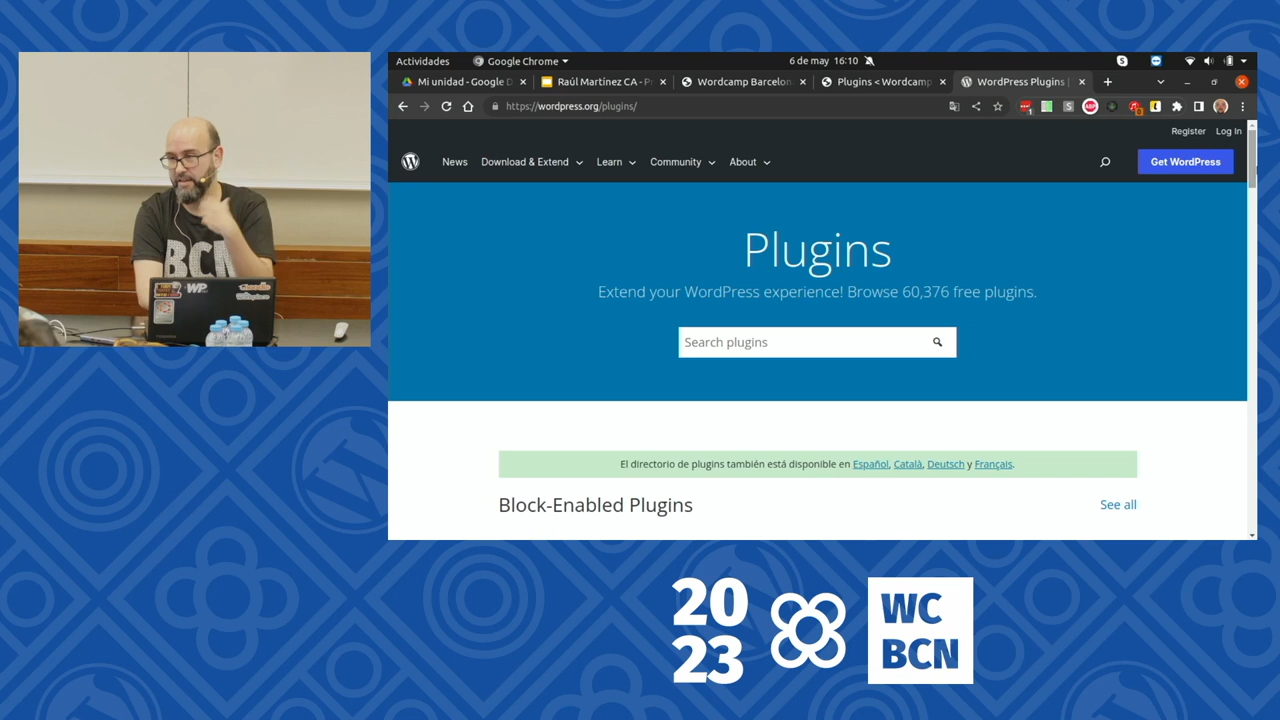 Actividades
Google Chrome
6 de may 16:10
Mi unidad - Google D
Raúl Martínez CA - Pr
Wordcamp Barcelon
Plugins < Wordcamp
WordPress Plugins |
https://wordpress.org/plugins/
Register Log In
News Download & Extend Learn Community About
Get WordPress
Plugins
Extend your WordPress experience! Browse 60,376 free plugins.
Search plugins
El directorio de plugins también está disponible en Español, Català, Deutsch y Français.
Block-Enabled Plugins
See all
BCN
WP
2023
WC
BCN